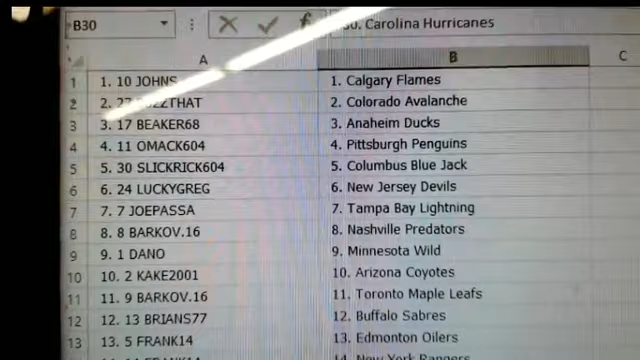 B30 Carolina Hurricanes
A B C
1 1. 10 JOHNS 1. Calgary Flames
2 2. 2. Colorado Avalanche
3 3. 17 BEAKER68 3. Anaheim Ducks
4 4. 11 OMACK604 4. Pittsburgh Penguins
5 5. 30 SLICKRICK604 5. Columbus Blue Jack
6 6. 24 LUCKYGREG 6. New Jersey Devils
7 7. 7 JOEPASSA 7. Tampa Bay Lightning
8 8. 8 BARKOV.16 8. Nashville Predators
9 9. 1 DANO 9. Minnesota Wild
10 10. 2 KAKE2001 10. Arizona Coyotes
11 11. 9 BARKOV.16 11. Toronto Maple Leafs
12 12. 13 BRIANS77 12. Buffalo Sabres
13 13. 5 FRANK14 13. Edmonton Oilers
14. New York Rangers